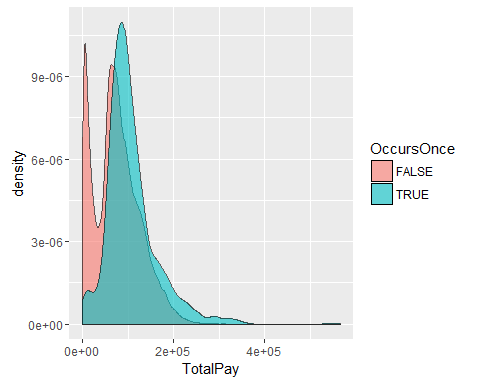 density
9e-06
6e-06
3e-06
0e+00
0e+00
2e+05
4e+05
TotalPay
OccursOnce
FALSE
TRUE